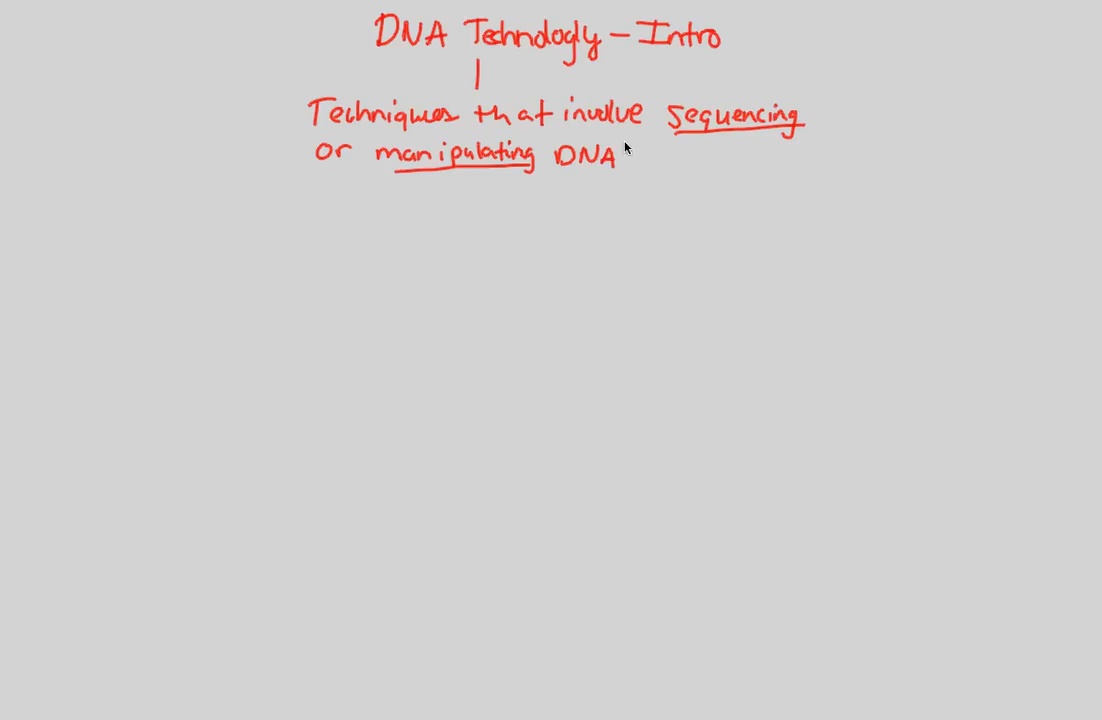 DNA Technology - Intro
Techniques that involve sequencing
or manipulating DNA